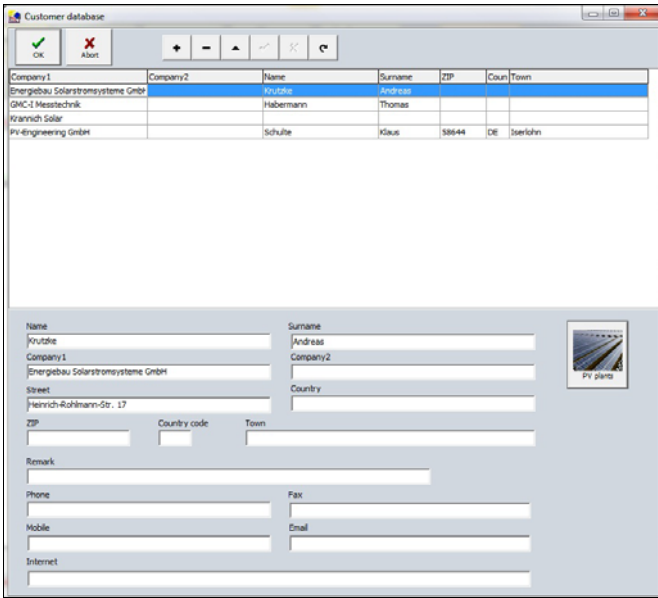 Customer database
OK Abort
Company1 Company2 Name Surname ZIP Coun Town
Energiebau Solarstromsysteme GmbH Krutzke Andreas
GMC-I Messtechnik Habermann Thomas
Krannich Solar
PV-Engineering GmbH Schulte Klaus 58644 DE Iserlohn
Name Surname
Krutzke Andreas
Company1 Company2
Energiebau Solarstromsysteme GmbH
Street Country
Heinrich-Rohlmann-Str. 17
PV plants
ZIP Country code Town
Remark
Phone Fax
Mobile Email
Internet